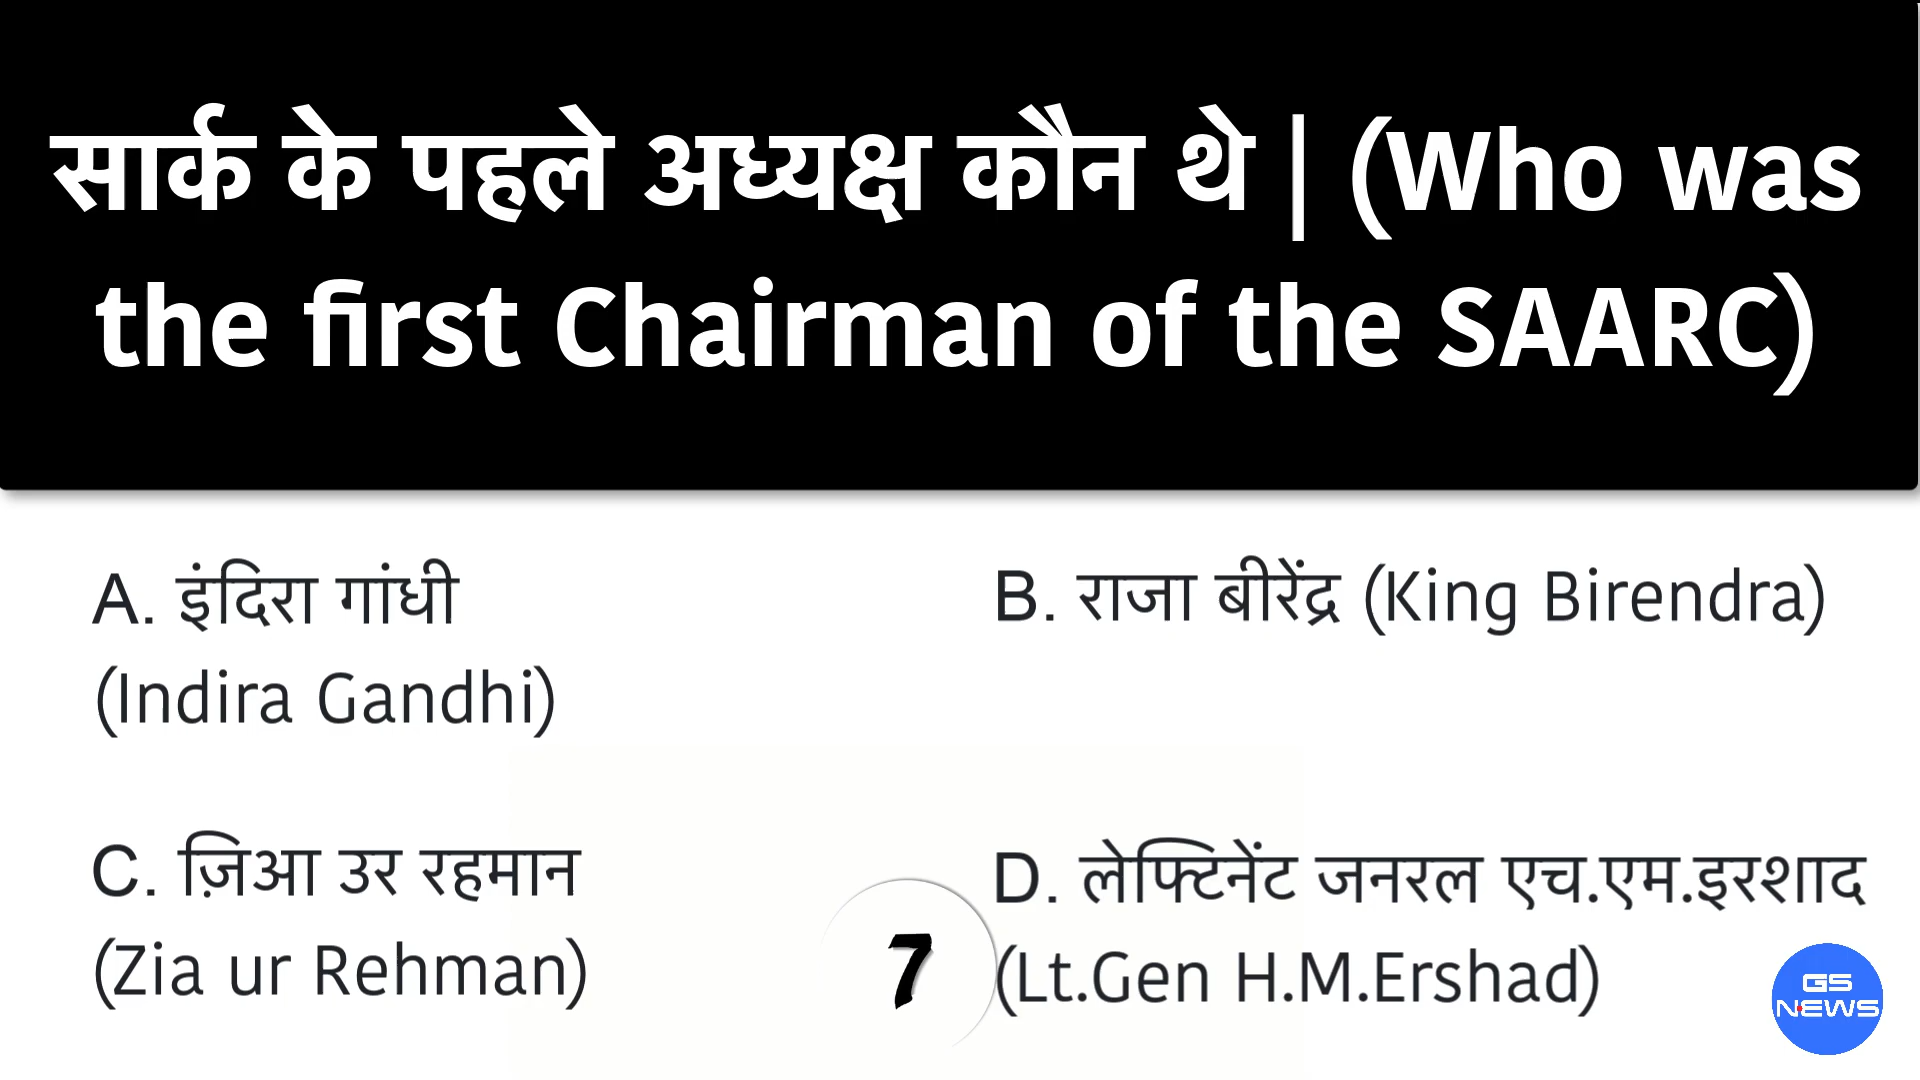 सार्क के पहले अध्यक्ष कौन थे | (Who was
the first Chairman of the SAARC)
A. इंदिरा गांधी
(Indira Gandhi)
B. राजा बीरेंद्र (King Birendra)
C. ज़िआ उर रहमान
(Zia ur Rehman)
D. लेफ्टिनेंट जनरल एच.एम.इरशाद
(Lt.Gen H.M.Ershad)
7
GS
NEWS